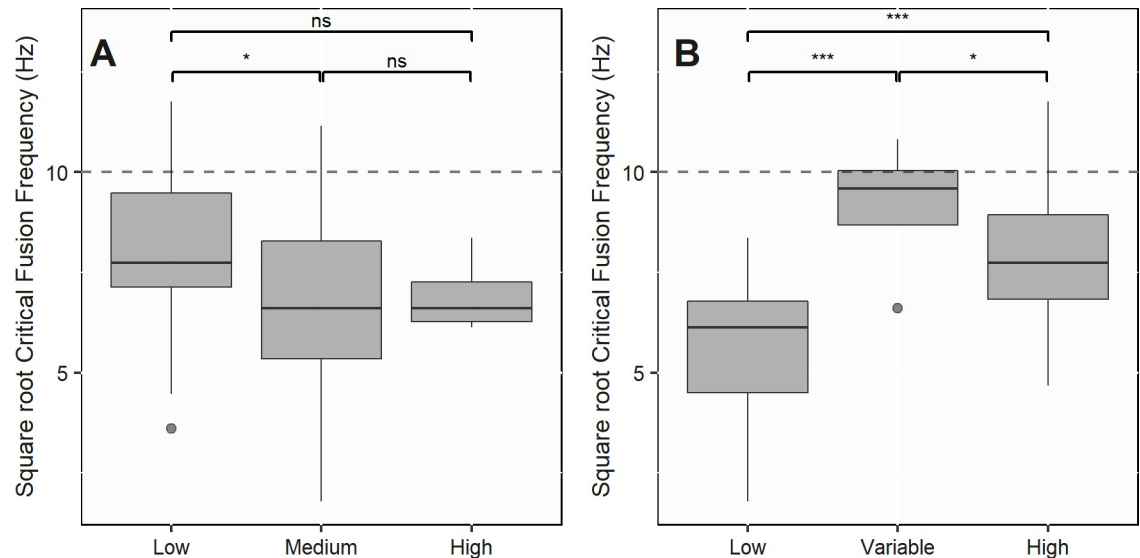 Square root Critical Fusion Frequency (Hz)
A
ns
*
ns
10
5
Low Medium High
Square root Critical Fusion Frequency (Hz)
B
***
***
*
10
5
Low Variable High